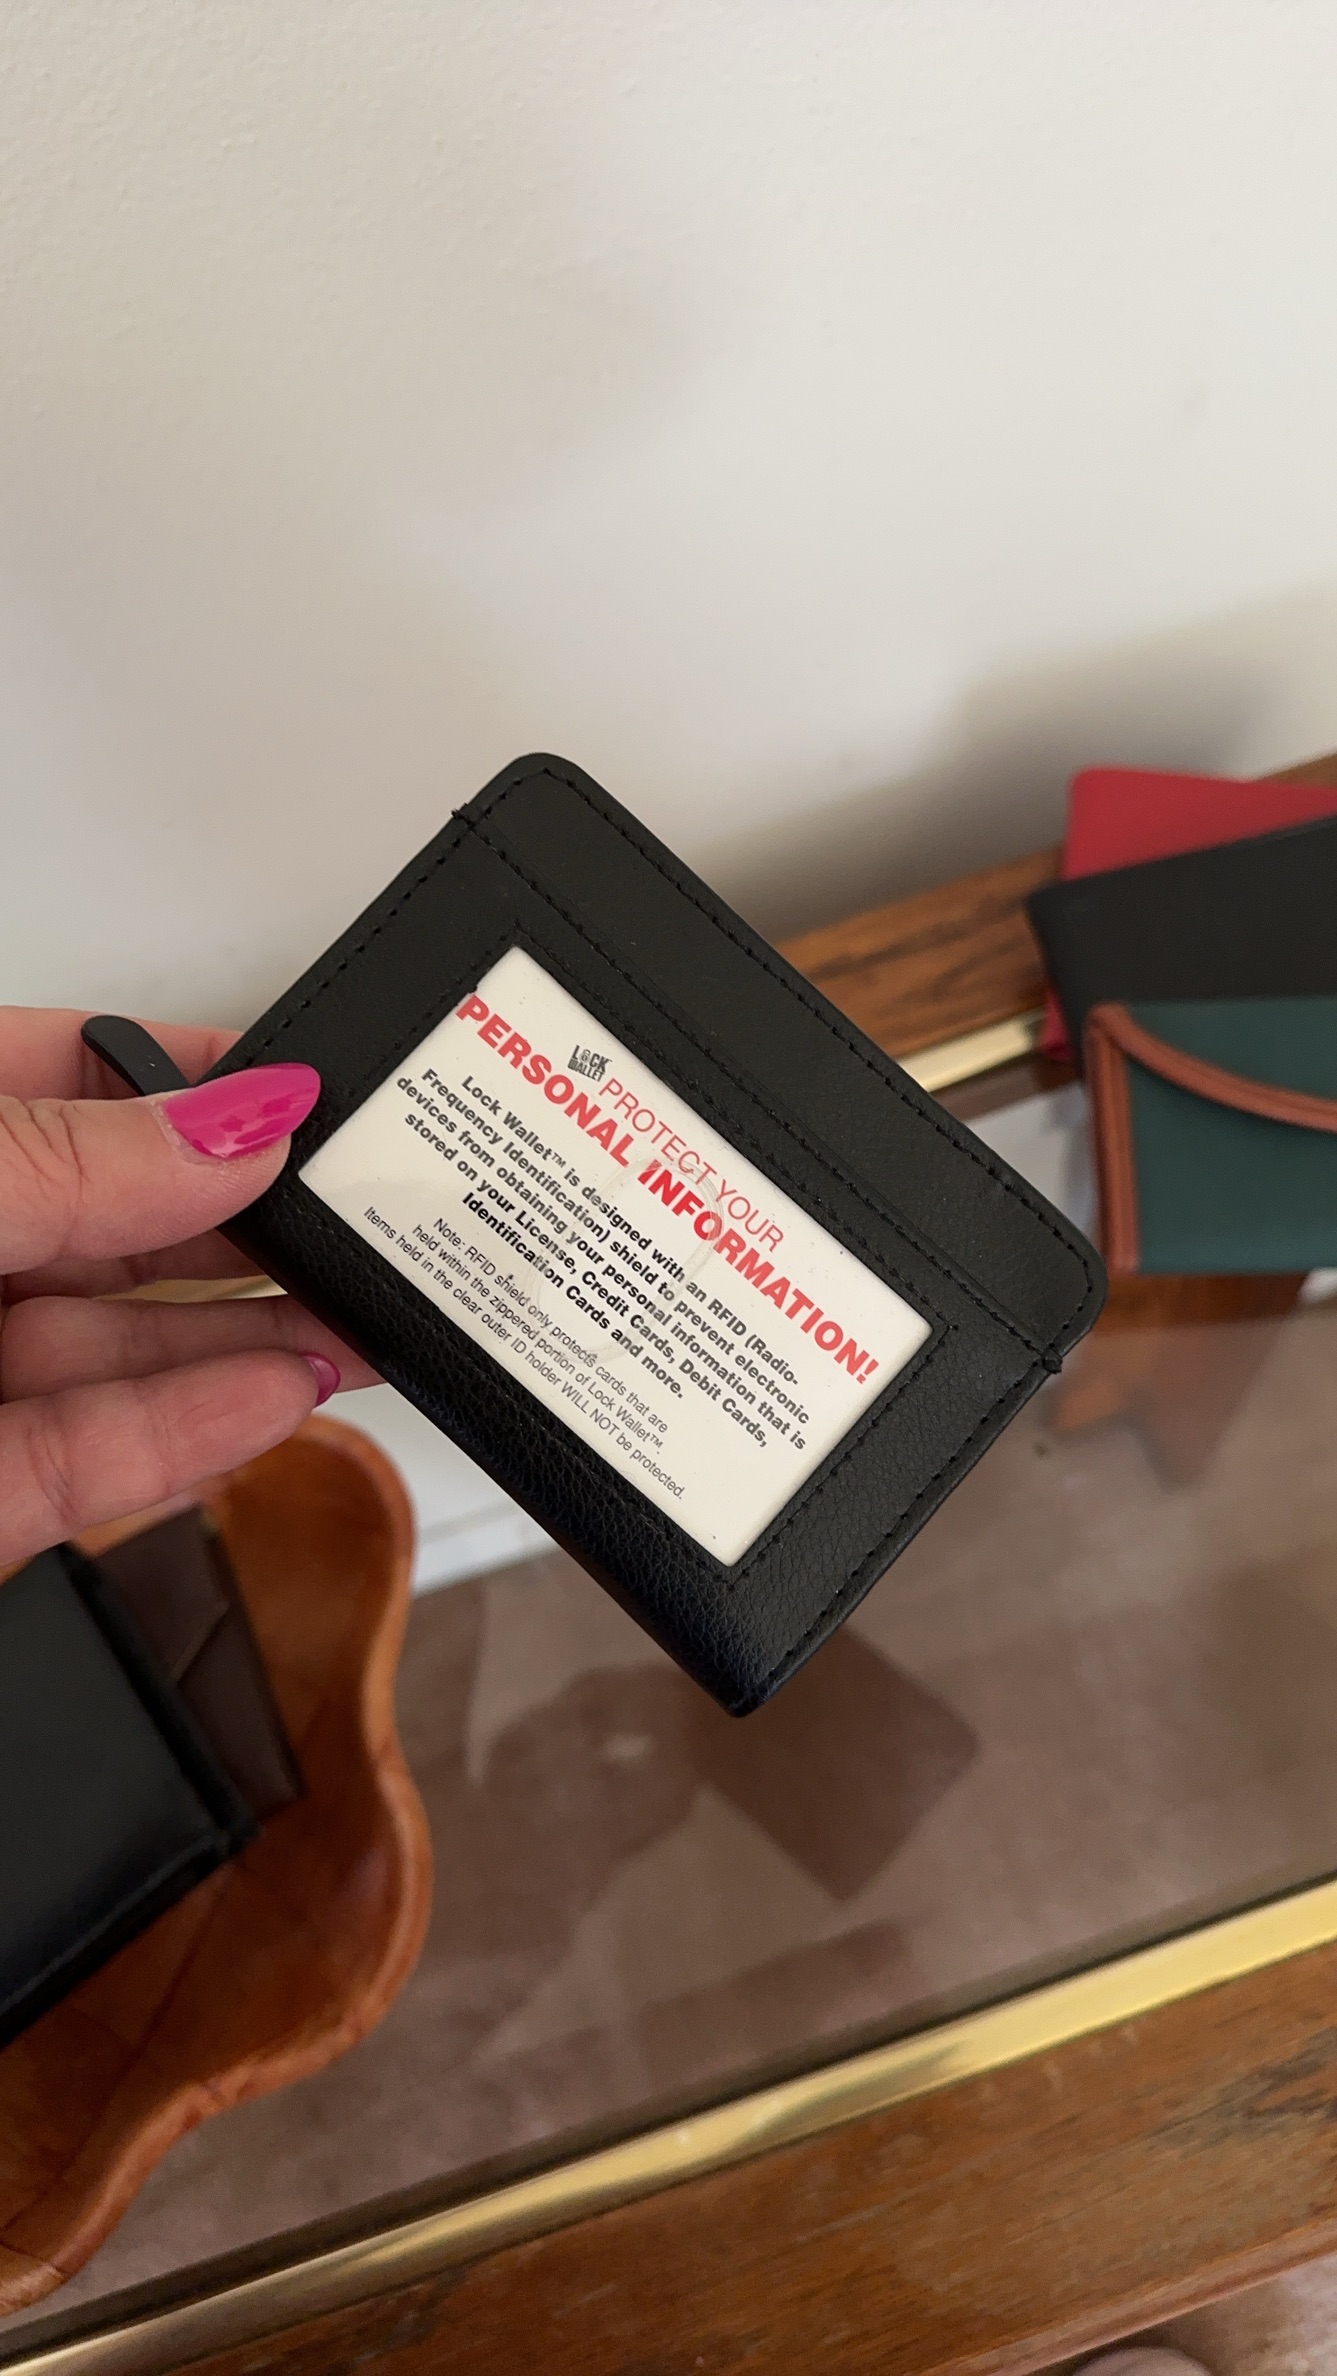 LOCK
WALLET
PROTECT YOUR
PERSONAL INFORMATION!
Lock Wallet™ is designed with an RFID (Radio-
Frequency Identification) shield to prevent electronic
devices from obtaining your personal information that is
stored on your License, Credit Cards, Debit Cards,
Identification Cards and more.
Note: RFID shield only protects cards that are
held within the zippered portion of Lock Wallet™.
Items held in the clear outer ID holder WILL NOT be protected.